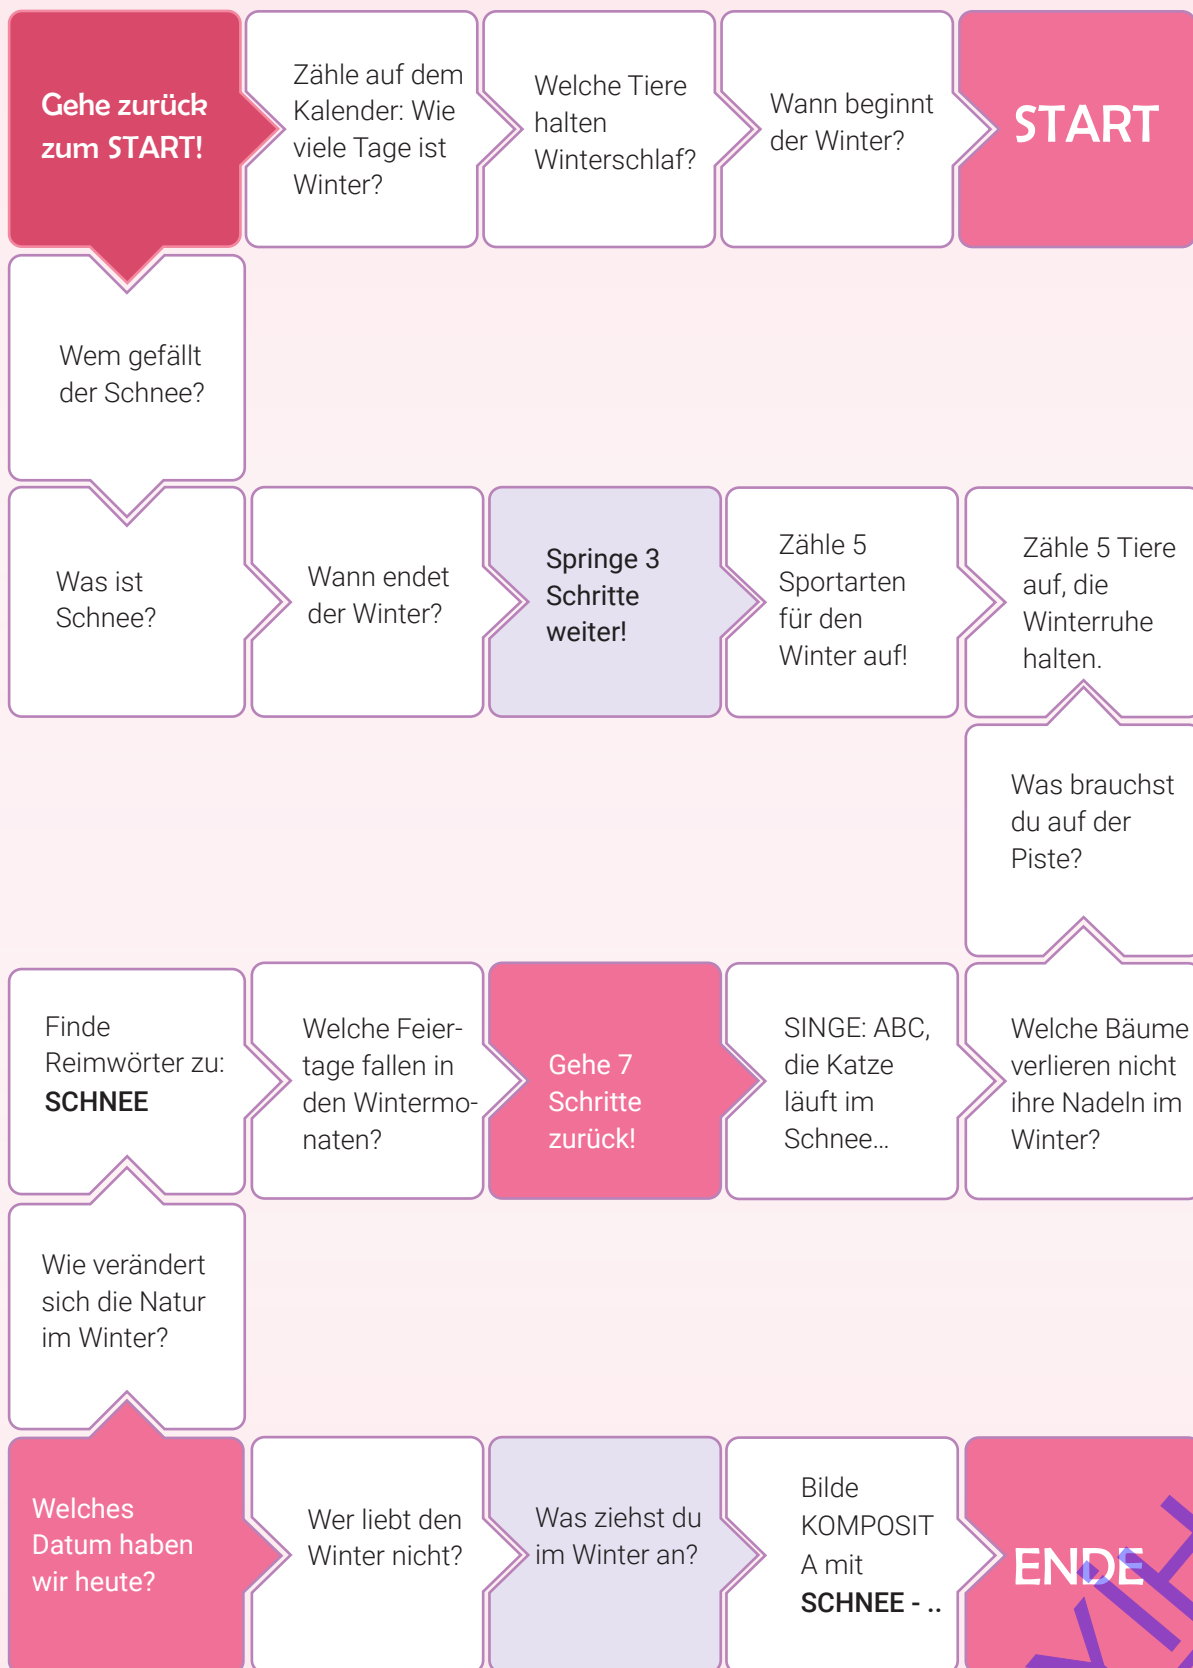 Gehe zurück
zum START!
Zähle auf dem
Kalender: Wie
viele Tage ist
Winter?
Welche Tiere
halten
Winterschlaf?
Wann beginnt
der Winter?
START
Wem gefällt
der Schnee?
Was ist
Schnee?
Wann endet
der Winter?
Springe 3
Schritte
weiter!
Zähle 5
Sportarten
für den
Winter auf!
Zähle 5 Tiere
auf, die
Winterruhe
halten.
Was brauchst
du auf der
Piste?
Finde
Reimwörter zu:
SCHNEE
Welche Feier-
tage fallen in
den Wintermo-
naten?
Gehe 7
Schritte
zurück!
SINGE: ABC,
die Katze
läuft im
Schnee...
Welche Bäume
verlieren nicht
ihre Nadeln im
Winter?
Wie verändert
sich die Natur
im Winter?
Welches
Datum haben
wir heute?
Wer liebt den
Winter nicht?
Was ziehst du
im Winter an?
Bilde
KOMPOSIT
A mit
SCHNEE - ..
ENDE